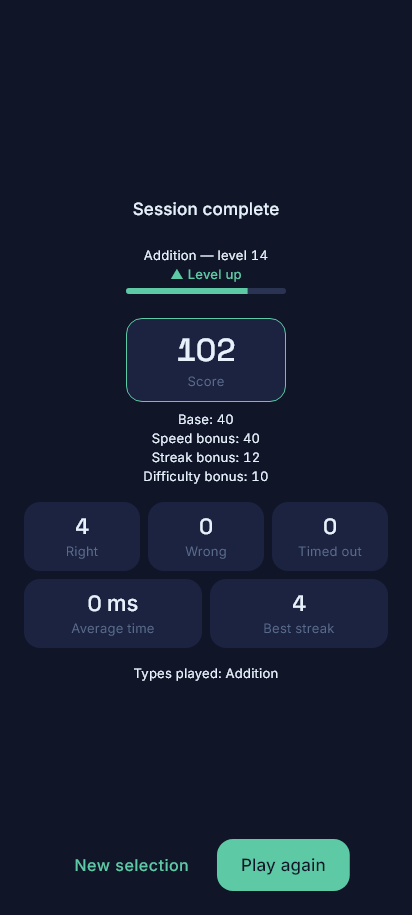 Session complete
Addition — level 14
▲ Level up
102
Score
Base: 40
Speed bonus: 40
Streak bonus: 12
Difficulty bonus: 10
4
Right
0
Wrong
0
Timed out
0 ms
Average time
4
Best streak
Types played: Addition
New selection
Play again